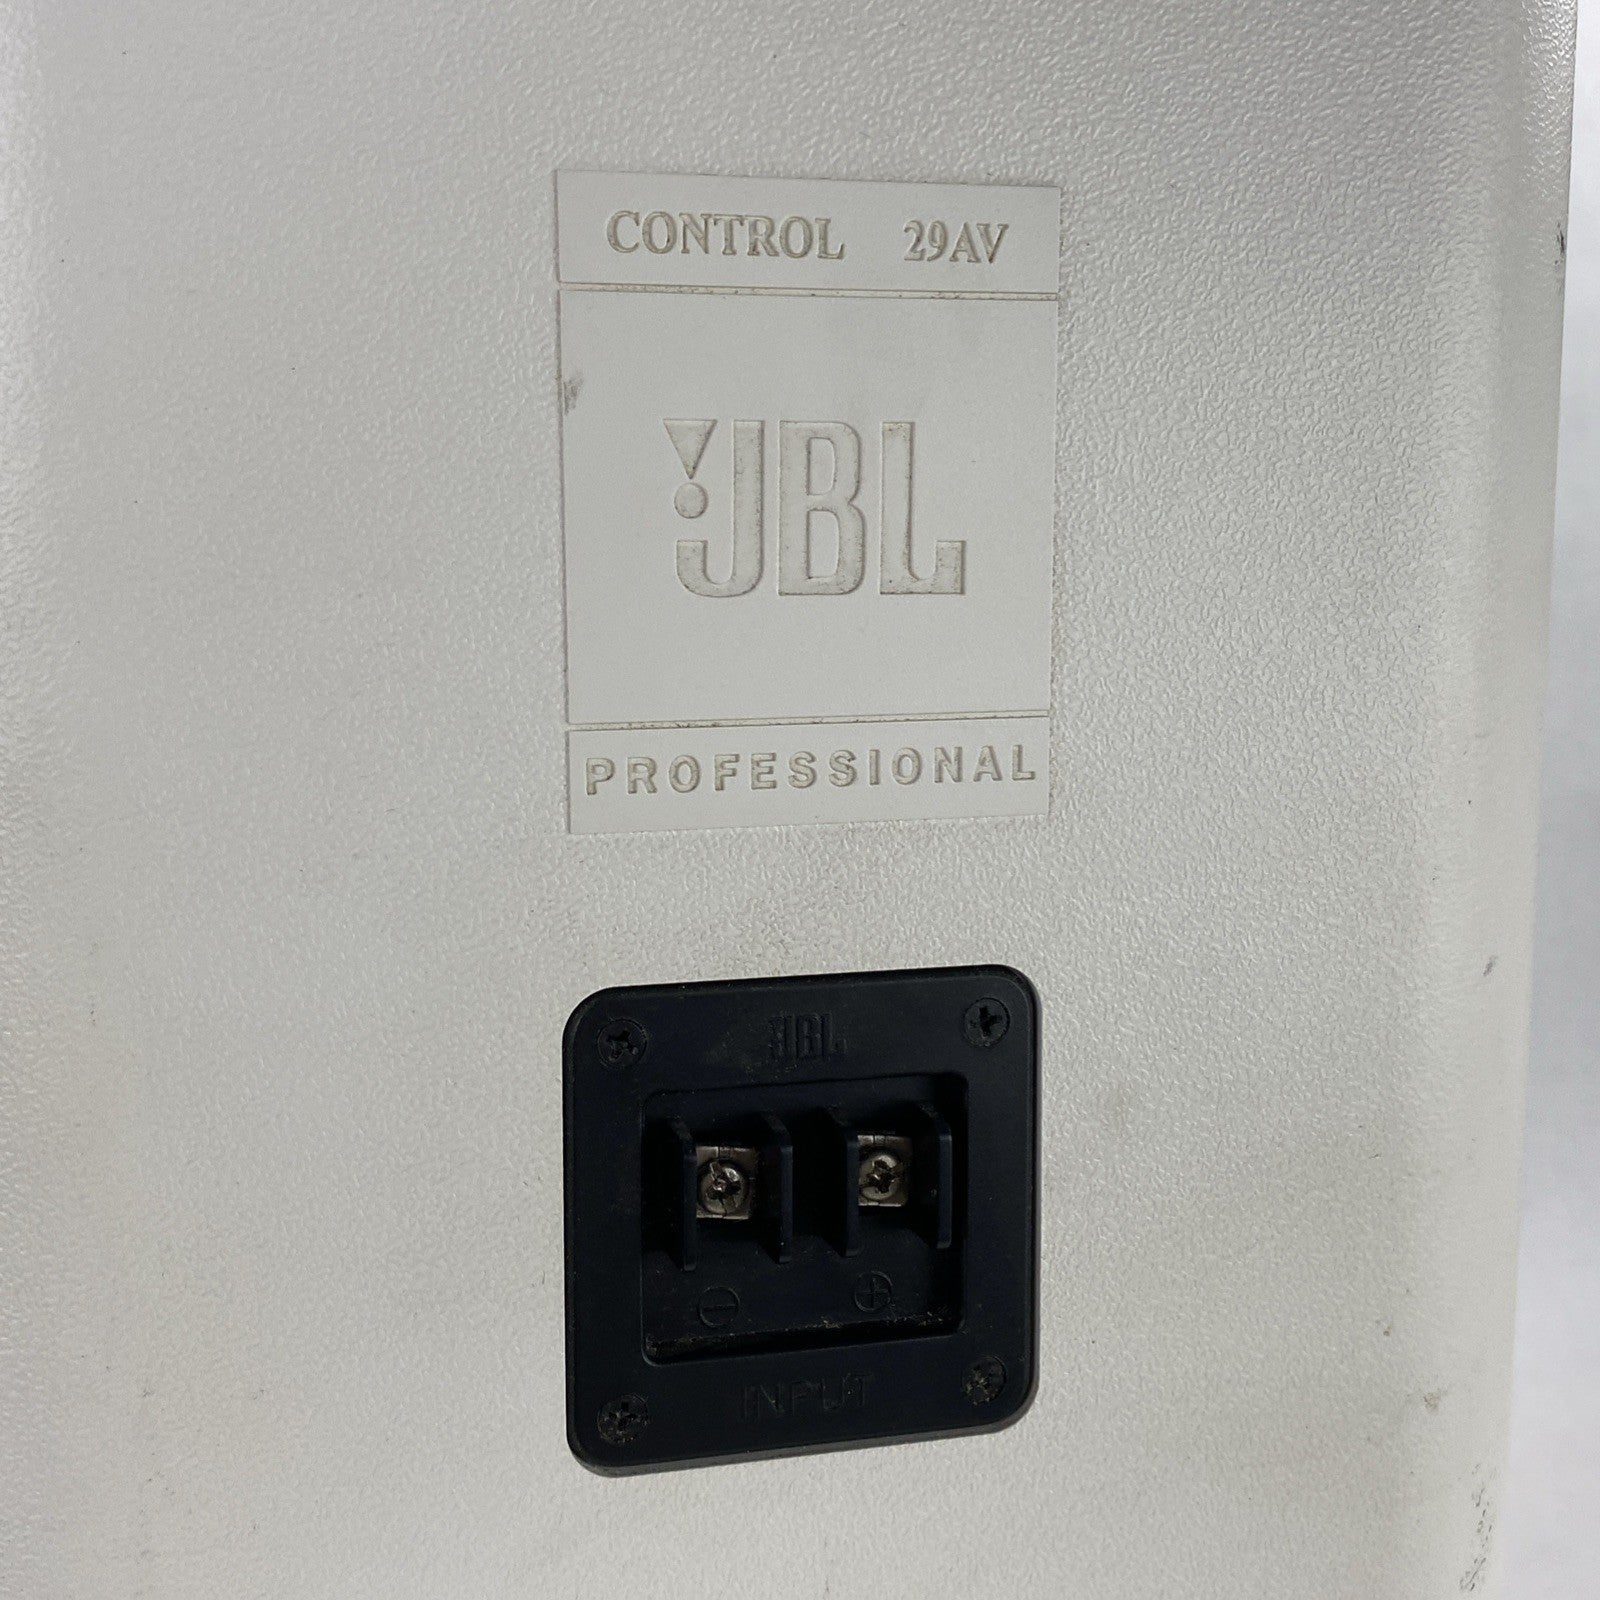 CONTROL 29AV
JBL
PROFESSIONAL
JBL
- +
INPUT